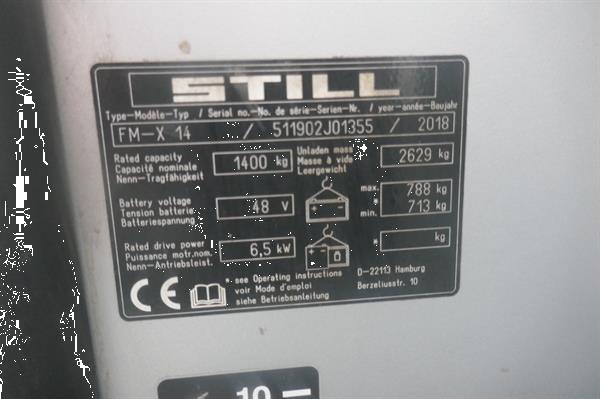 STILL
Type-Modèle-Typ / Serial no.-No. de série-Serien-Nr. / year-année-Baujahr
FM-X 14 / 511902J01355 / 2018
Rated capacity
Capacité nominale
Nenn-Tragfähigkeit
1400 kg
Unladen mass
Masse à vide
Leergewicht
2629 kg
Battery voltage
Tension batterie
Batteriespannung
48 V
max.
* min.
788 kg
713 kg
Rated drive power
Puissance motr.nom.
Nenn-Antriebsleist.
6,5 kW
* kg
* see Operating instructions
voir Mode d'emploi
siehe Betriebsanleitung
D-22113 Hamburg
Berzeliusstr. 10
CE
10